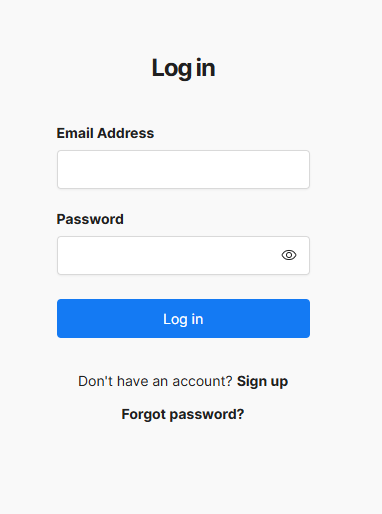 Log in
Email Address
Password
Log in
Don't have an account? Sign up
Forgot password?